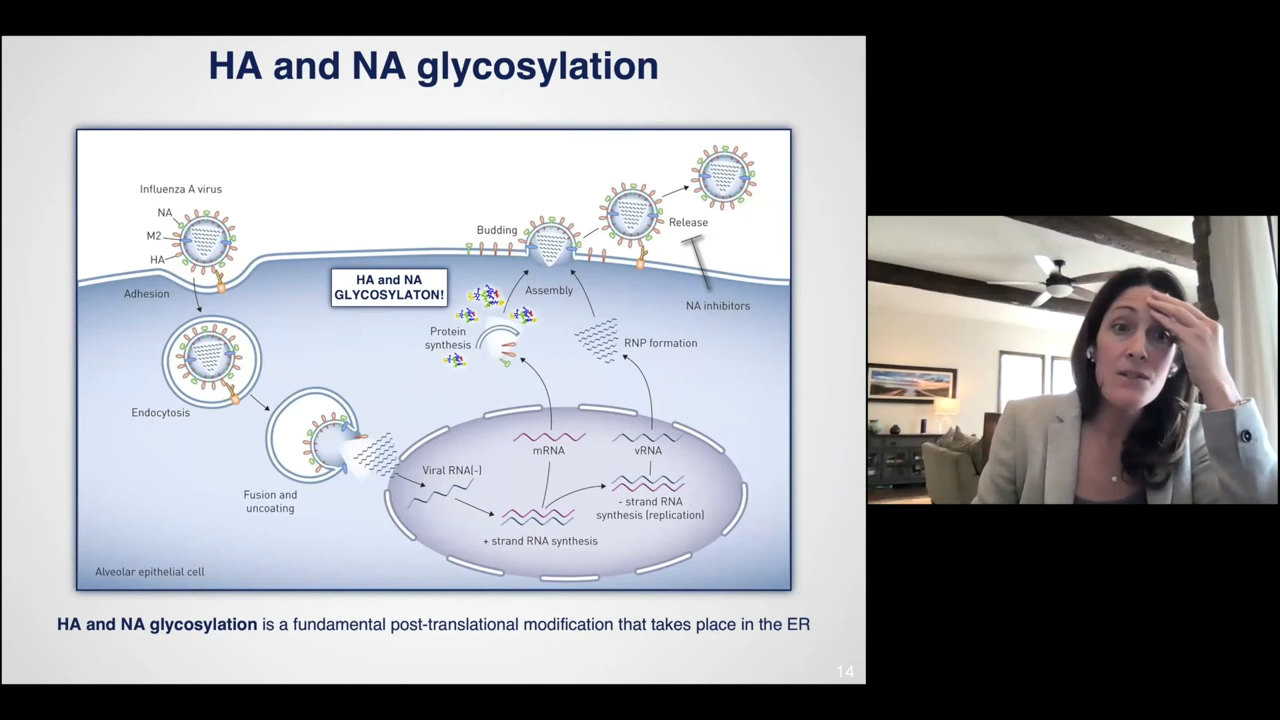 HA and NA glycosylation
Influenza A virus
NA
M2
HA
Adhesion
Endocytosis
Fusion and
uncoating
HA and NA
GLYCOSYLATON!
Protein
synthesis
Budding
Assembly
Release
NA inhibitors
RNP formation
mRNA
vRNA
Viral RNA(-)
- strand RNA
synthesis (replication)
+ strand RNA synthesis
Alveolar epithelial cell
HA and NA glycosylation is a fundamental post-translational modification that takes place in the ER
14